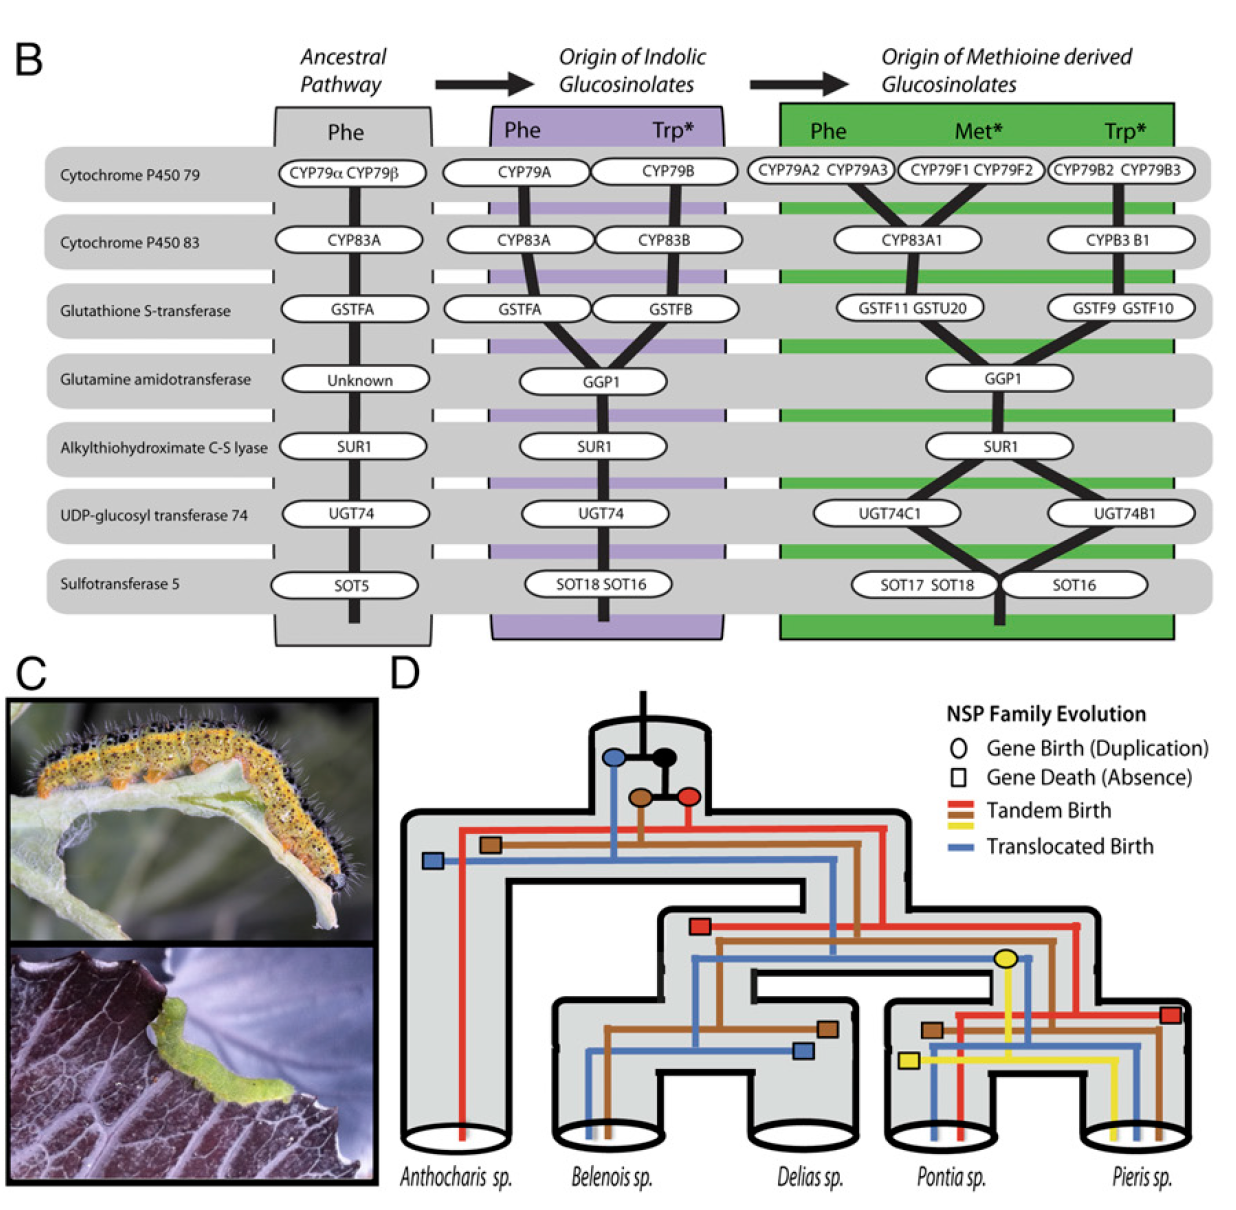 B
Ancestral
Pathway
Origin of Indolic
Glucosinolates
Origin of Methioine derived
Glucosinolates
Phe
Phe Trp*
Phe Met* Trp*
Cytochrome P450 79
CYP79α CYP79β
CYP79A
CYP79B
CYP79A2 CYP79A3
CYP79F1 CYP79F2
CYP79B2 CYP79B3
Cytochrome P450 83
CYP83A
CYP83A
CYP83B
CYP83A1
CYPB3 B1
Glutathione S-transferase
GSTFA
GSTFA
GSTFB
GSTF11 GSTU20
GSTF9 GSTF10
Glutamine amidotransferase
Unknown
GGP1
GGP1
Alkylthiohydroximate C-S lyase
SUR1
SUR1
SUR1
UDP-glucosyl transferase 74
UGT74
UGT74
UGT74C1
UGT74B1
Sulfotransferase 5
SOT5
SOT18 SOT16
SOT17 SOT18
SOT16
C
D
NSP Family Evolution
Gene Birth (Duplication)
Gene Death (Absence)
Tandem Birth
Translocated Birth
Anthocharis sp.
Belenois sp.
Delias sp.
Pontia sp.
Pieris sp.